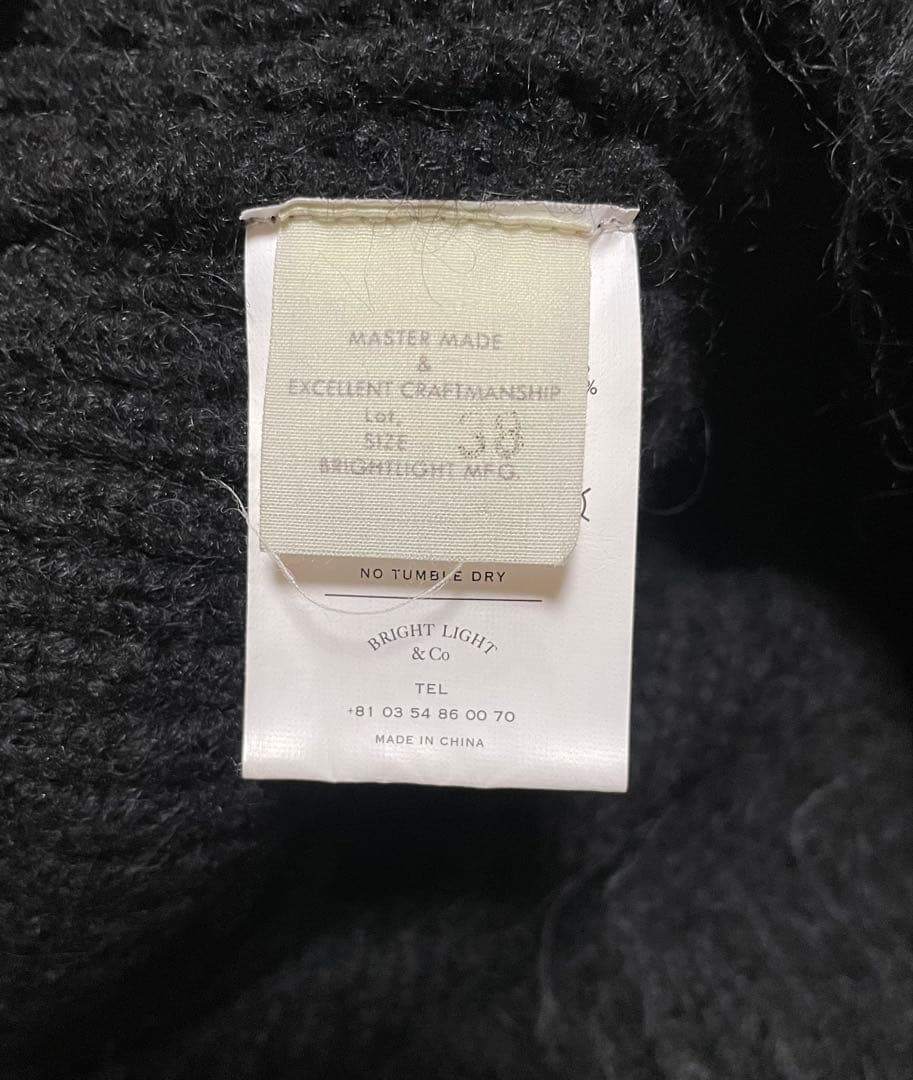 MASTER MADE
&
EXCELLENT CRAFTMANSHIP
Lot,
SIZE 38
BRIGHTLIGHT MFG.
%
NO TUMBLE DRY
BRIGHT LIGHT
& Co
TEL
+81 03 54 86 00 70
MADE IN CHINA